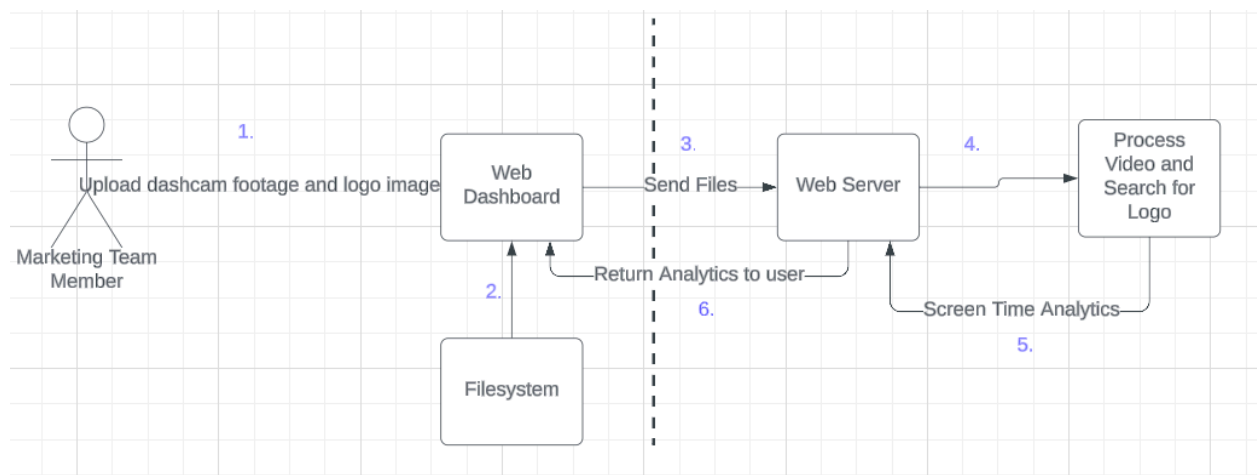 1.
Upload dashcam footage and logo image
Marketing Team
Member
Web
Dashboard
2.
Filesystem
3.
Send Files
Web Server
4.
Process
Video and
Search for
Logo
Screen Time Analytics
5.
Return Analytics to user
6.